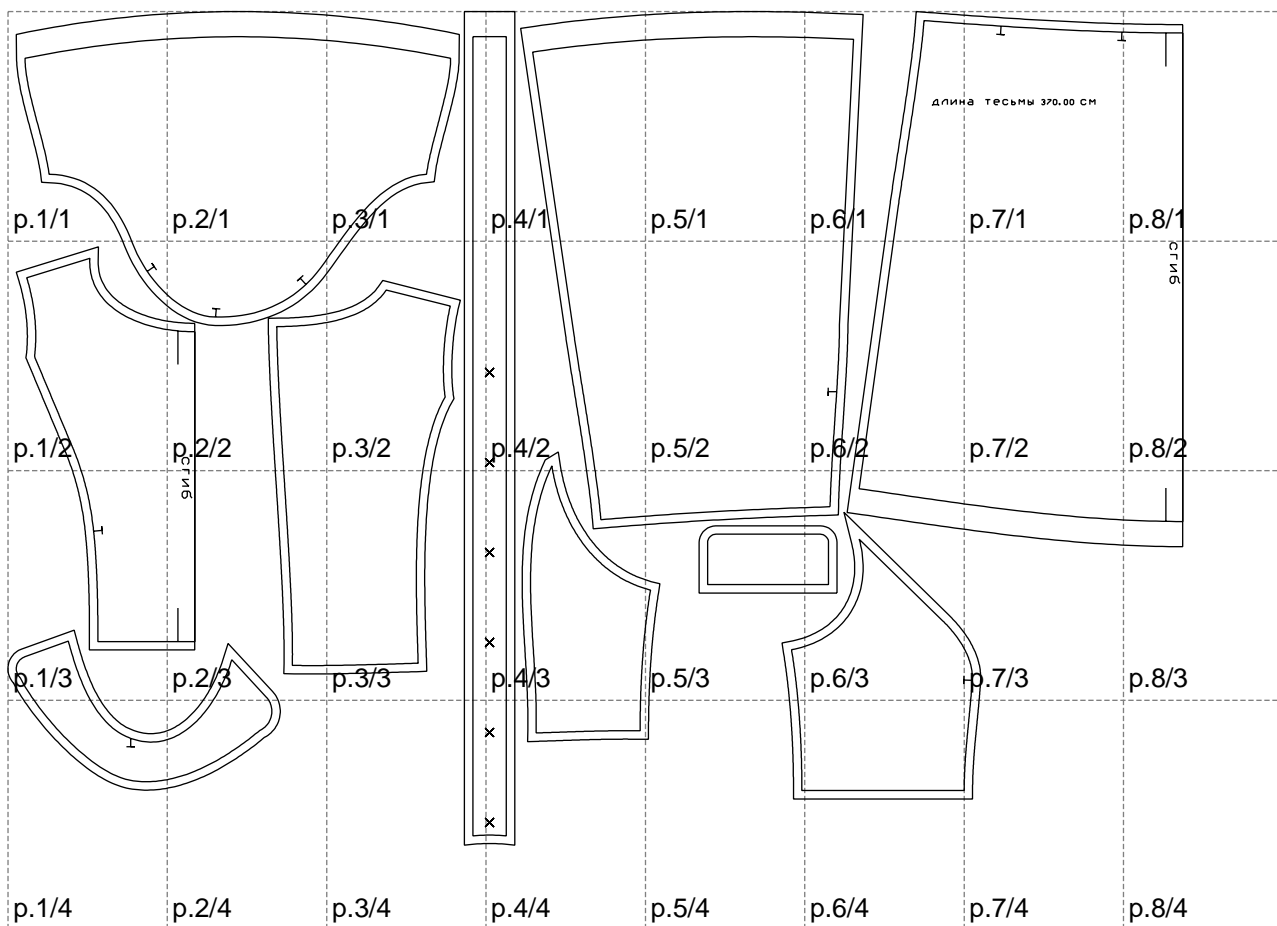 длина тесьмы 370.00 см
p.1/1 p.2/1 p.3/1 p.4/1 p.5/1 p.6/1 p.7/1 p.8/1
сгиб
p.1/2 p.2/2 p.3/2 p.4/2 p.5/2 p.6/2 p.7/2 p.8/2
сгиб
p.1/3 p.2/3 p.3/3 p.4/3 p.5/3 p.6/3 p.7/3 p.8/3
p.1/4 p.2/4 p.3/4 p.4/4 p.5/4 p.6/4 p.7/4 p.8/4